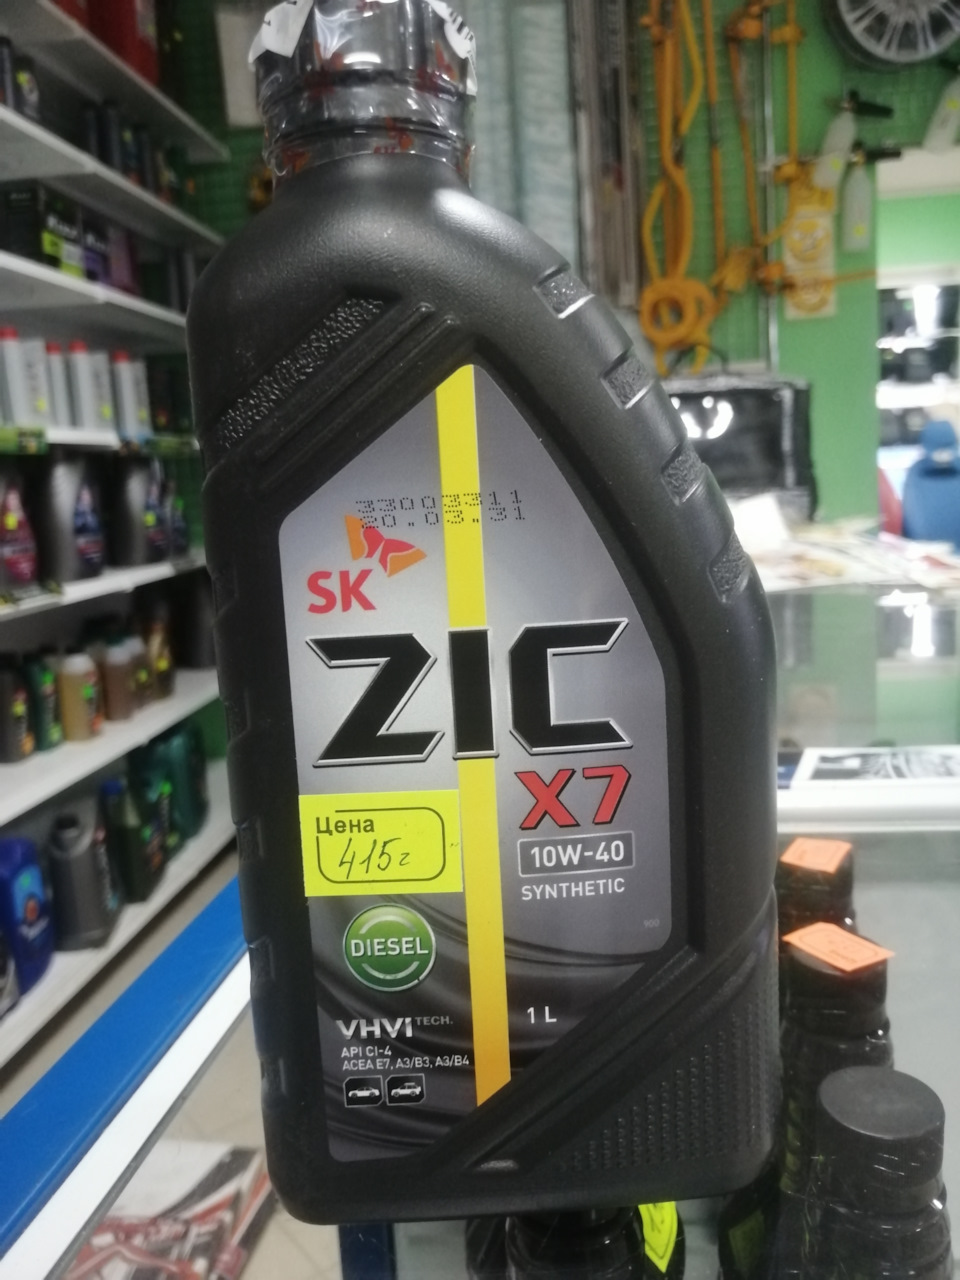 33003311
20.03.31
SK
ZIC
X7
10W-40
SYNTHETIC
Цена
415г
DIESEL
VHVI TECH.
API CI-4
ACEA E7, A3/B3, A3/B4
1 L